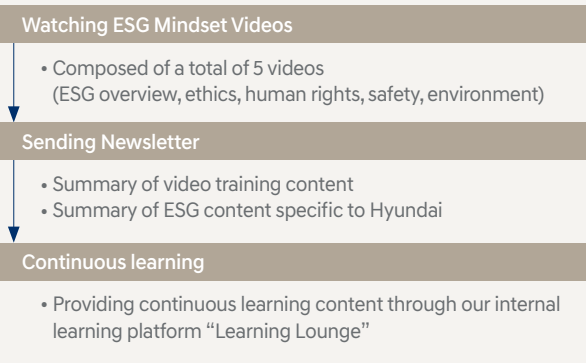 Watching ESG Mindset Videos
• Composed of a total of 5 videos
(ESG overview, ethics, human rights, safety, environment)
Sending Newsletter
• Summary of video training content
• Summary of ESG content specific to Hyundai
Continuous learning
• Providing continuous learning content through our internal
learning platform “Learning Lounge”